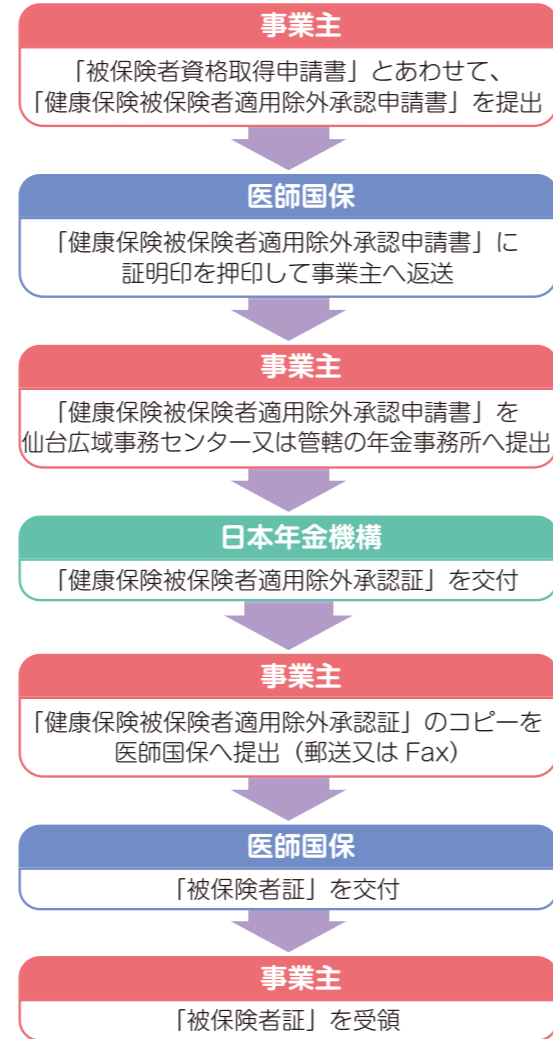 事業主
「被保険者資格取得申請書」とあわせて、
「健康保険被保険者適用除外承認申請書」を提出
医師国保
「健康保険被保険者適用除外承認申請書」に
証明印を押印して事業主へ返送
事業主
「健康保険被保険者適用除外承認申請書」を
仙台広域事務センター又は管轄の年金事務所へ提出
日本年金機構
「健康保険被保険者適用除外承認証」を交付
事業主
「健康保険被保険者適用除外承認証」のコピーを
医師国保へ提出（郵送又は Fax）
医師国保
「被保険者証」を交付
事業主
「被保険者証」を受領